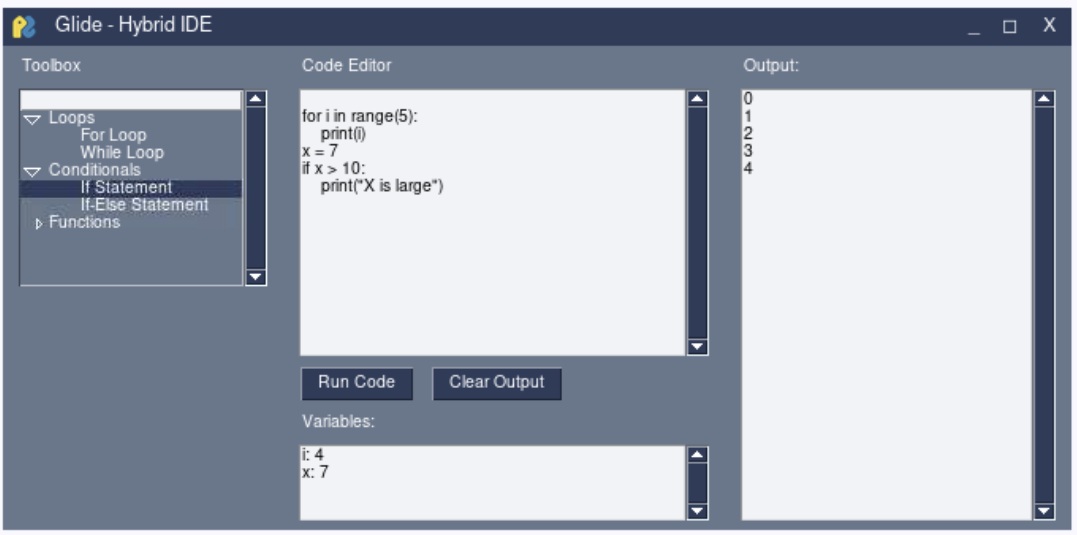 Glide - Hybrid IDE
_ □ X
Toolbox
Loops
For Loop
While Loop
Conditionals
If Statement
If-Else Statement
Functions
Code Editor
for i in range(5):
    print(i)
x = 7
if x > 10:
    print("X is large")
Run Code
Clear Output
Variables:
i: 4
x: 7
Output:
0
1
2
3
4